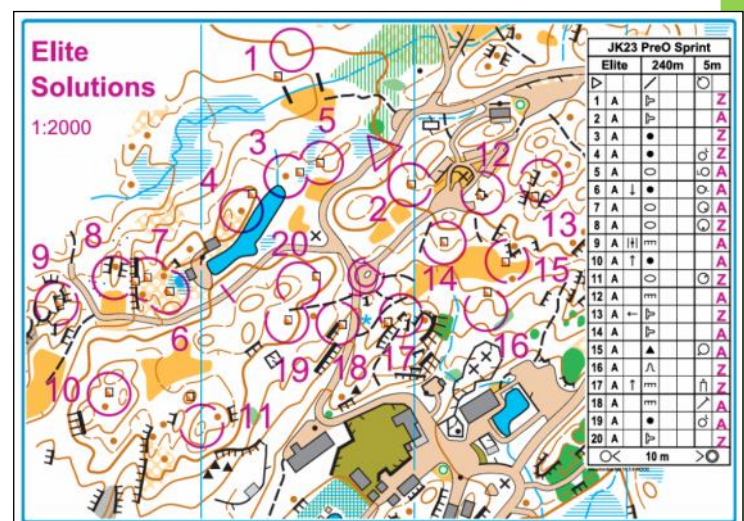 Elite
Solutions
1:2000
1
5
3
12
4
2
13
20
8
7
9
14
15
6
19
18
17
16
10
11
JK23 PreO Sprint
Elite 240m 5m
1 A Z
2 A A
3 A Z
4 A Z
5 A A
6 A A
7 A Z
8 A Z
9 A A
10 A A
11 A Z
12 A A
13 A Z
14 A A
15 A A
16 A Z
17 A Z
18 A A
19 A A
20 A Z
10 m